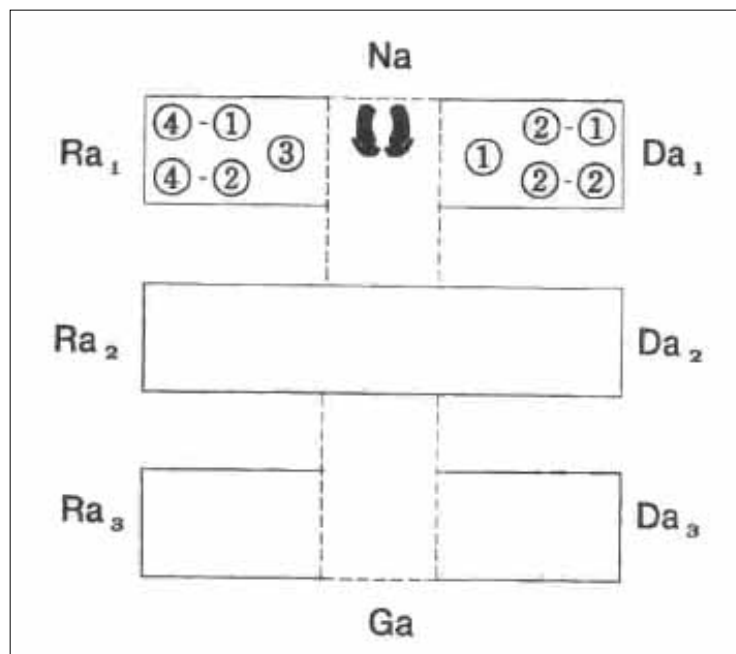 Na
④-① ③ ① ②-①
Ra₁ Da₁
④-② ②-②
Ra₂ Da₂
Ra₃ Da₃
Ga